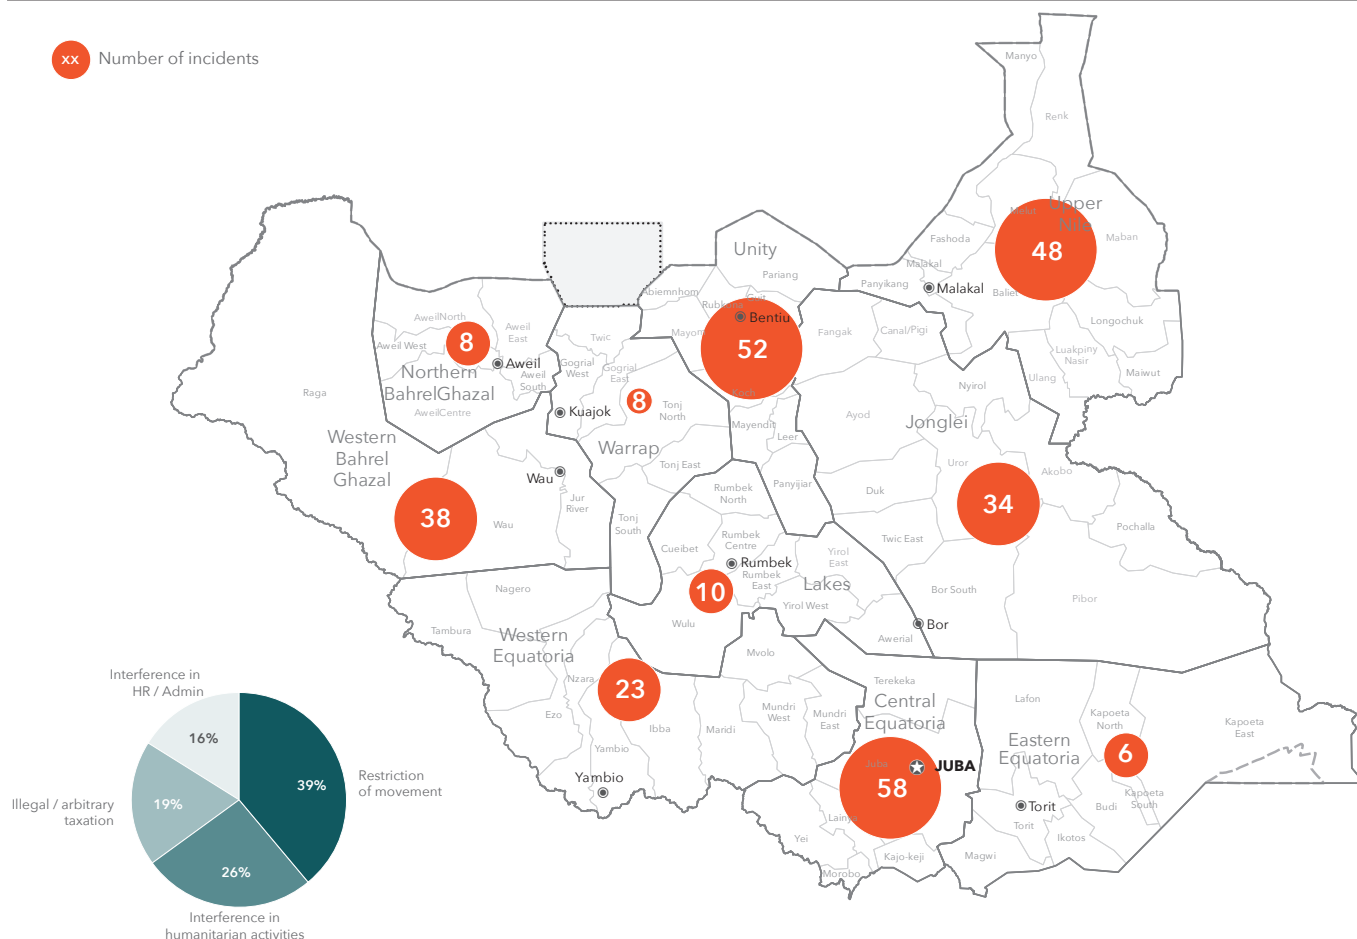 xx
Number of incidents
Manyo
Renk
Upper
Nile
Melut
48
Maban
Fashoda
Malakal
Panyikang
Malakal
Baliet
Longochuk
Luakpiny
Nasir
Maiwut
Ulang
Unity
Pariang
Abiemnhom
Rubkona
Guit
Bentiu
Mayom
52
Koch
Mayendit
Leer
Panyijiar
Fangak
Canal/Pigi
Nyirol
Ayod
Jonglei
Uror
Akobo
34
Duk
Pochalla
Twic East
Bor South
Pibor
Bor
AweilNorth
Aweil
East
Aweil West
8
Aweil
Northern
BahrelGhazal
Aweil
South
AweilCentre
Raga
Western
Bahrel
Ghazal
Wau
38
Wau
Jur
River
Twic
Gogrial
West
Gogrial
East
8
Tonj
North
Kuajok
Warrap
Tonj East
Tonj
South
Rumbek
North
Rumbek
Centre
Cueibet
Rumbek
Rumbek
East
10
Yirol
East
Lakes
Yirol West
Wulu
Awerial
Nagero
Tambura
Western
Equatoria
Nzara
23
Ezo
Yambio
Ibba
Maridi
Yambio
Mvolo
Mundri
West
Mundri
East
Terekeka
Central
Equatoria
Juba
JUBA
58
Lainya
Yei
Morobo
Kajo-keji
Lafon
Kapoeta
North
Kapoeta
East
Eastern
Equatoria
6
Kapoeta
South
Budi
Torit
Torit
Ikotos
Magwi
Interference in
HR / Admin
16%
39%
Restriction
of movement
Illegal / arbitrary
taxation
19%
26%
Interference in
humanitarian activities